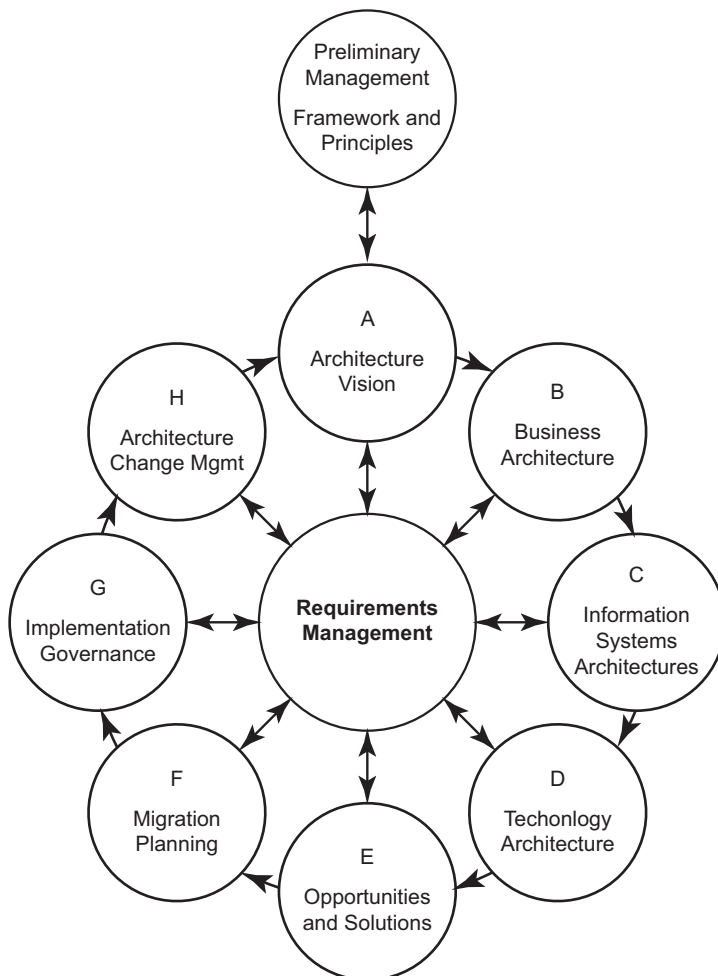 Preliminary
Management
Framework and
Principles
A
Architecture
Vision
B
Business
Architecture
C
Information
Systems
Architectures
D
Techonlogy
Architecture
E
Opportunities
and Solutions
F
Migration
Planning
G
Implementation
Governance
H
Architecture
Change Mgmt
Requirements
Management